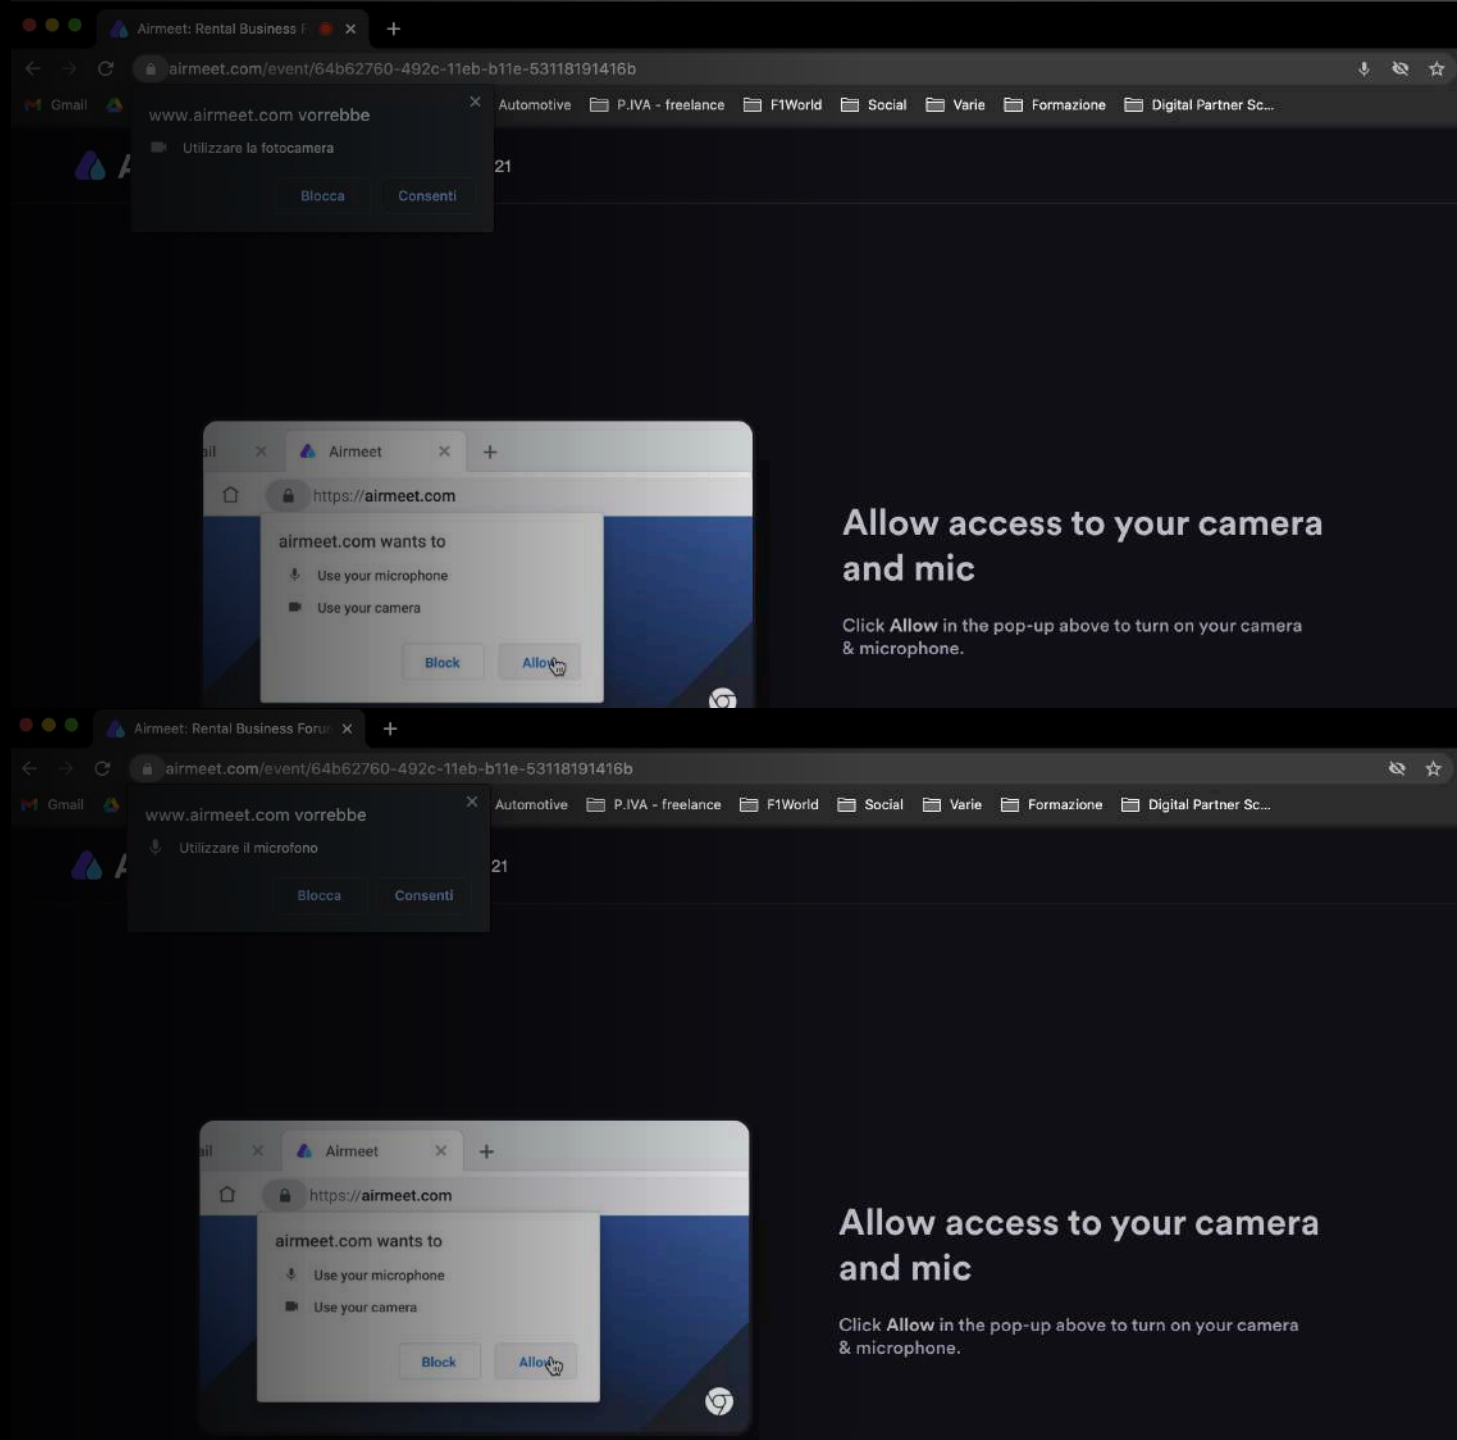 Airmeet: Rental Business F
airmeet.com/event/64b62760-492c-11eb-b11e-53118191416b
Gmail Automotive P.IVA - freelance F1World Social Varie Formazione Digital Partner Sc...
www.airmeet.com vorrebbe
Utilizzare la fotocamera
21
Blocca Consenti
ail Airmeet
https://airmeet.com
airmeet.com wants to
Use your microphone
Use your camera
Block Allow
Allow access to your camera
and mic
Click Allow in the pop-up above to turn on your camera
& microphone.
Airmeet: Rental Business Foru
airmeet.com/event/64b62760-492c-11eb-b11e-53118191416b
Gmail Automotive P.IVA - freelance F1World Social Varie Formazione Digital Partner Sc...
www.airmeet.com vorrebbe
Utilizzare il microfono
21
Blocca Consenti
ail Airmeet
https://airmeet.com
airmeet.com wants to
Use your microphone
Use your camera
Block Allow
Allow access to your camera
and mic
Click Allow in the pop-up above to turn on your camera
& microphone.